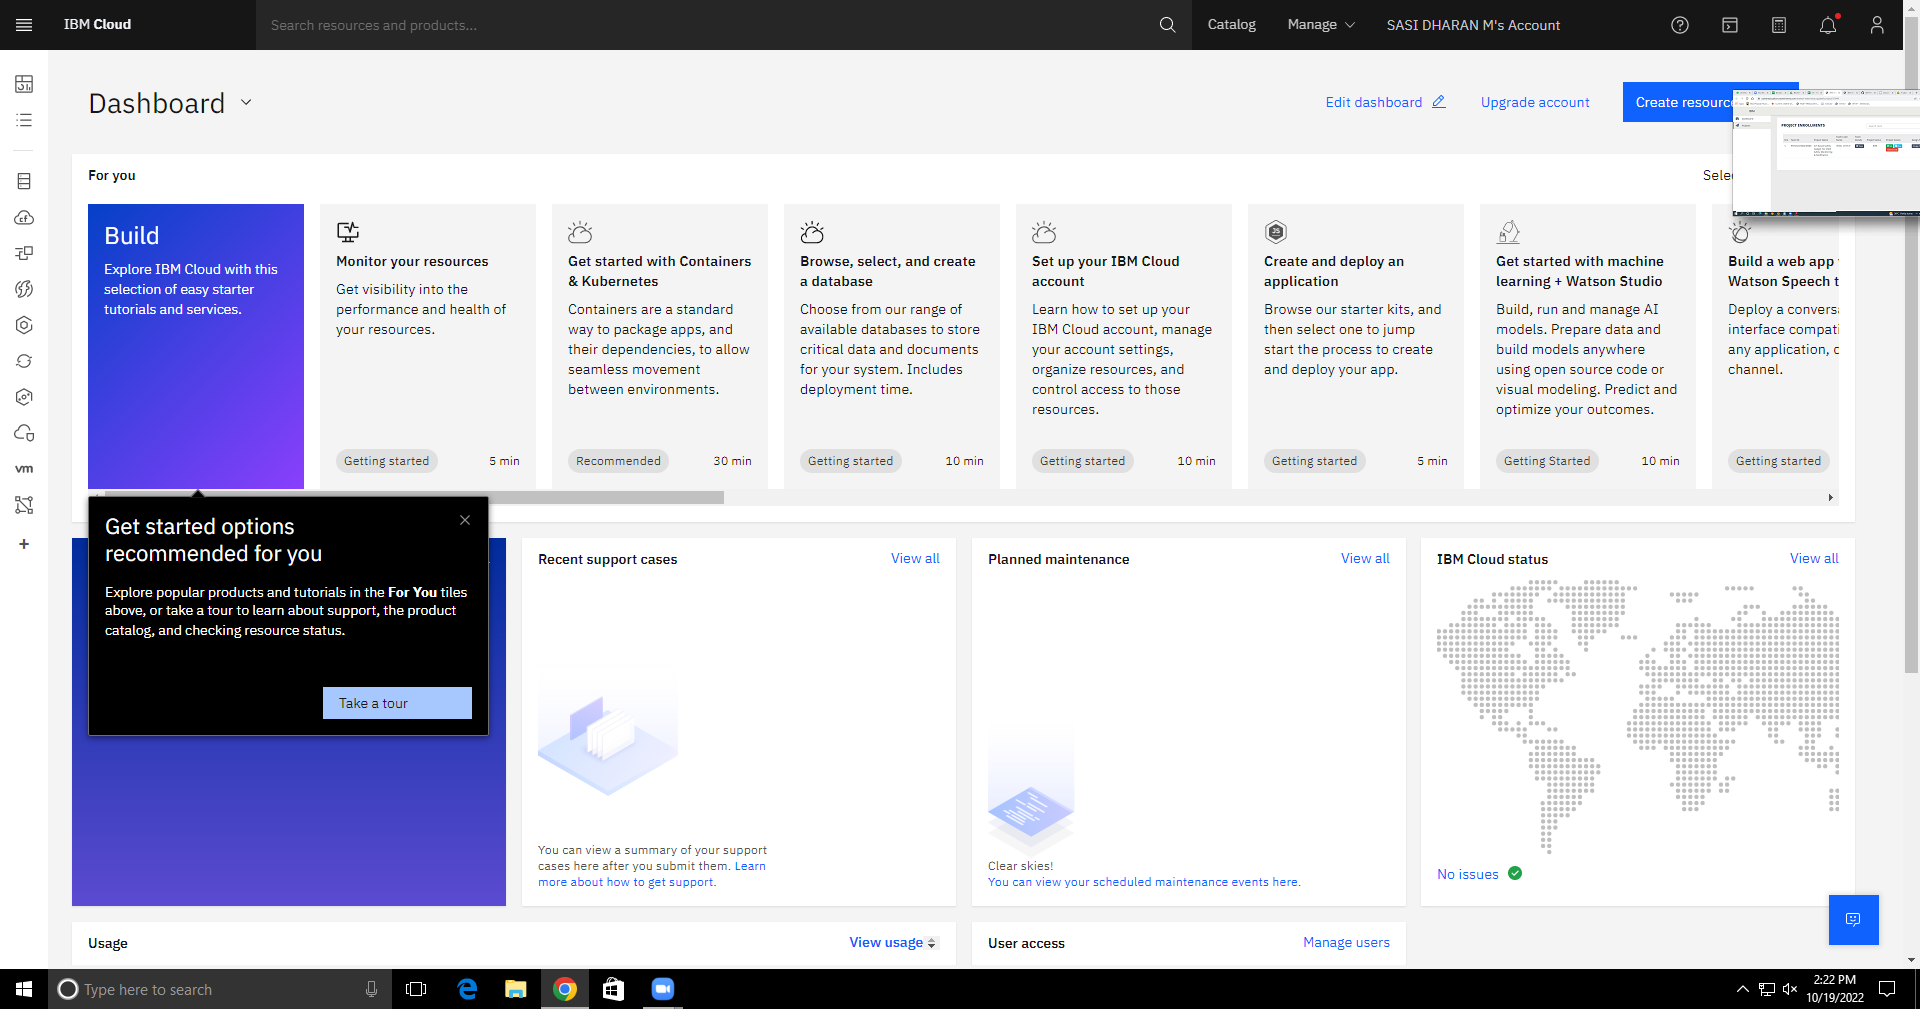 IBM Cloud
Search resources and products...
Catalog
Manage
SASI DHARAN M's Account
Dashboard
Edit dashboard
Upgrade account
Create resource
PROJECT ENROLLMENTS
For you
Build
Explore IBM Cloud with this
selection of easy starter
tutorials and services.
Monitor your resources
Get visibility into the
performance and health of
your resources.
Getting started
5 min
Get started with Containers
& Kubernetes
Containers are a standard
way to package apps, and
their dependencies, to allow
seamless movement
between environments.
Recommended
30 min
Browse, select, and create
a database
Choose from our range of
available databases to store
critical data and documents
for your system. Includes
deployment time.
Getting started
10 min
Set up your IBM Cloud
account
Learn how to set up your
IBM Cloud account, manage
your account settings,
organize resources, and
control access to those
resources.
Getting started
10 min
JS
Create and deploy an
application
Browse our starter kits, and
then select one to jump
start the process to create
and deploy your app.
Getting started
5 min
Get started with machine
learning + Watson Studio
Build, run and manage AI
models. Prepare data and
build models anywhere
using open source code or
visual modeling. Predict and
optimize your outcomes.
Getting Started
10 min
Build a web app
Watson Speech t
Deploy a convers
interface compati
any application,
channel.
Getting started
cf
vm
Get started options
recommended for you
Explore popular products and tutorials in the For You tiles
above, or take a tour to learn about support, the product
catalog, and checking resource status.
Take a tour
Recent support cases
View all
You can view a summary of your support
cases here after you submit them. Learn
more about how to get support.
Planned maintenance
View all
Clear skies!
You can view your scheduled maintenance events here.
IBM Cloud status
View all
No issues
Usage
View usage
User access
Manage users
Type here to search
2:22 PM
10/19/2022